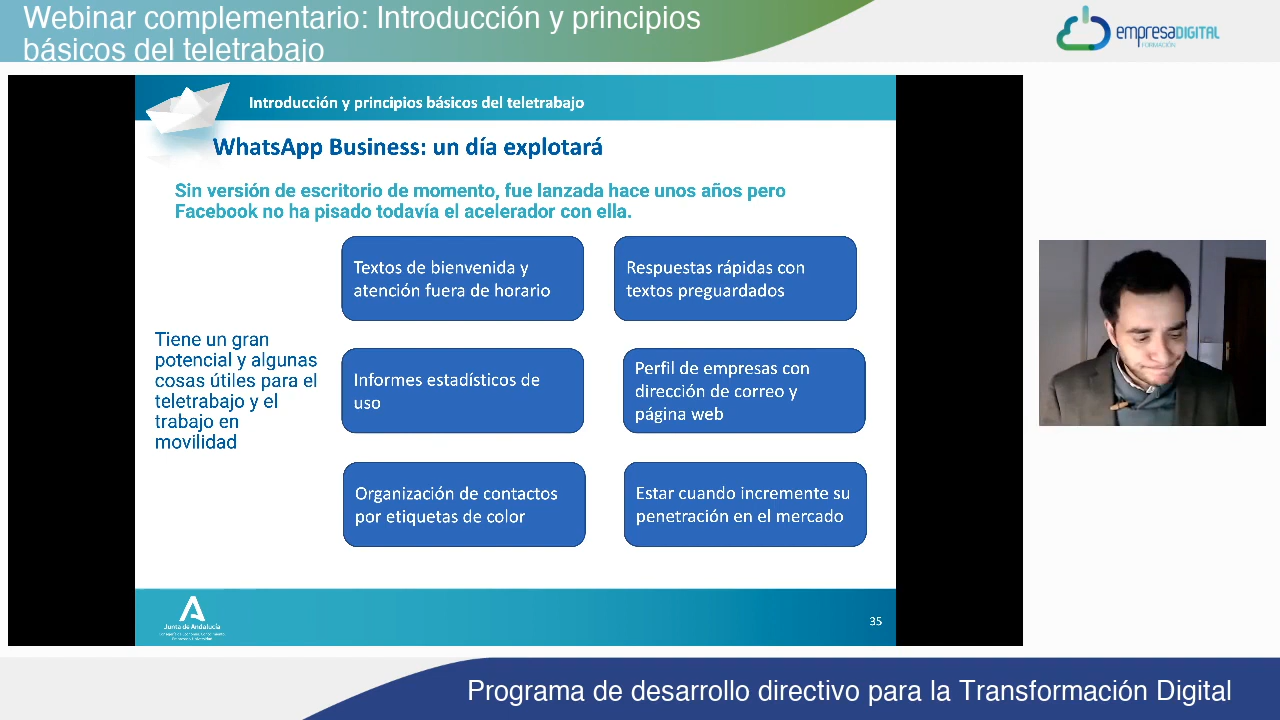 Webinar complementario: Introducción y principios
básicos del teletrabajo
empresaDIGITAL
FORMACIÓN
Introducción y principios básicos del teletrabajo
WhatsApp Business: un día explotará
Sin versión de escritorio de momento, fue lanzada hace unos años pero
Facebook no ha pisado todavía el acelerador con ella.
Tiene un gran
potencial y algunas
cosas útiles para el
teletrabajo y el
trabajo en
movilidad
Textos de bienvenida y
atención fuera de horario
Respuestas rápidas con
textos preguardados
Informes estadísticos de
uso
Perfil de empresas con
dirección de correo y
página web
Organización de contactos
por etiquetas de color
Estar cuando incremente su
penetración en el mercado
Junta de Andalucía
35
Programa de desarrollo directivo para la Transformación Digital